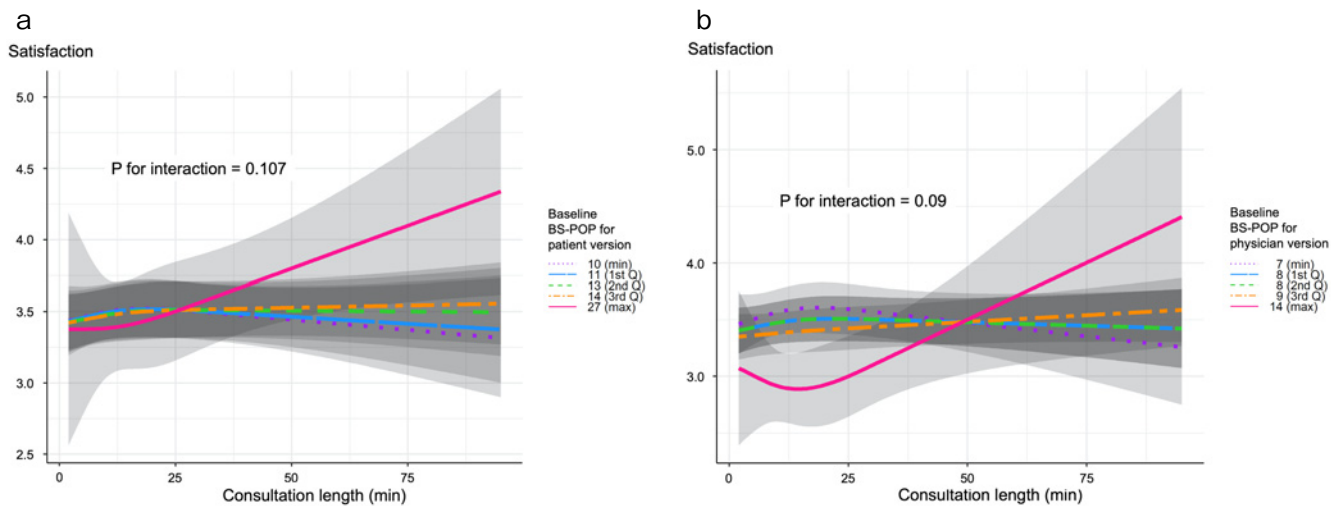 a
Satisfaction
5.0
4.5
4.0
3.5
3.0
2.5
P for interaction = 0.107
0
25
50
75
Consultation length (min)
Baseline
BS-POP for
patient version
10 (min)
11 (1st Q)
13 (2nd Q)
14 (3rd Q)
27 (max)
b
Satisfaction
5.0
4.0
3.0
P for interaction = 0.09
0
25
50
75
Consultation length (min)
Baseline
BS-POP for
physician version
7 (min)
8 (1st Q)
8 (2nd Q)
9 (3rd Q)
14 (max)